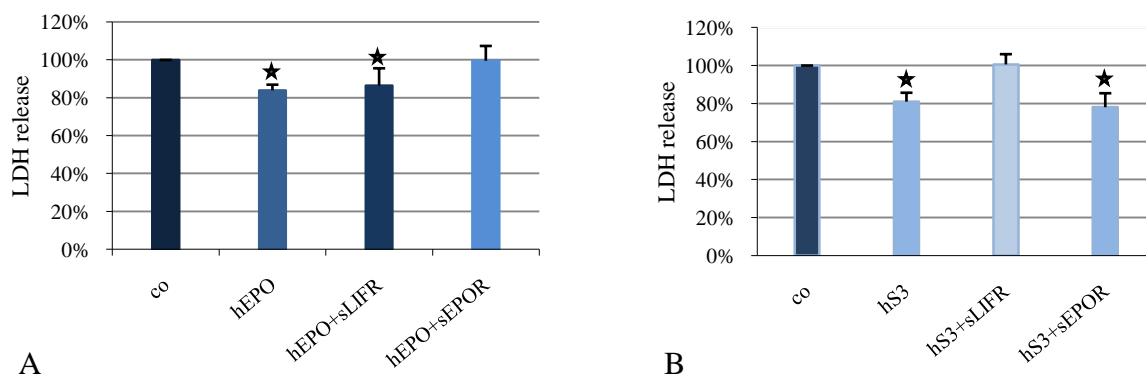 120%
100%
80%
60%
40%
20%
0%
LDH release
co
hEPO
hEPO+sLIFR
hEPO+sEPOR
A
120%
100%
80%
60%
40%
20%
0%
LDH release
co
hS3
hS3+sLIFR
hS3+sEPOR
B